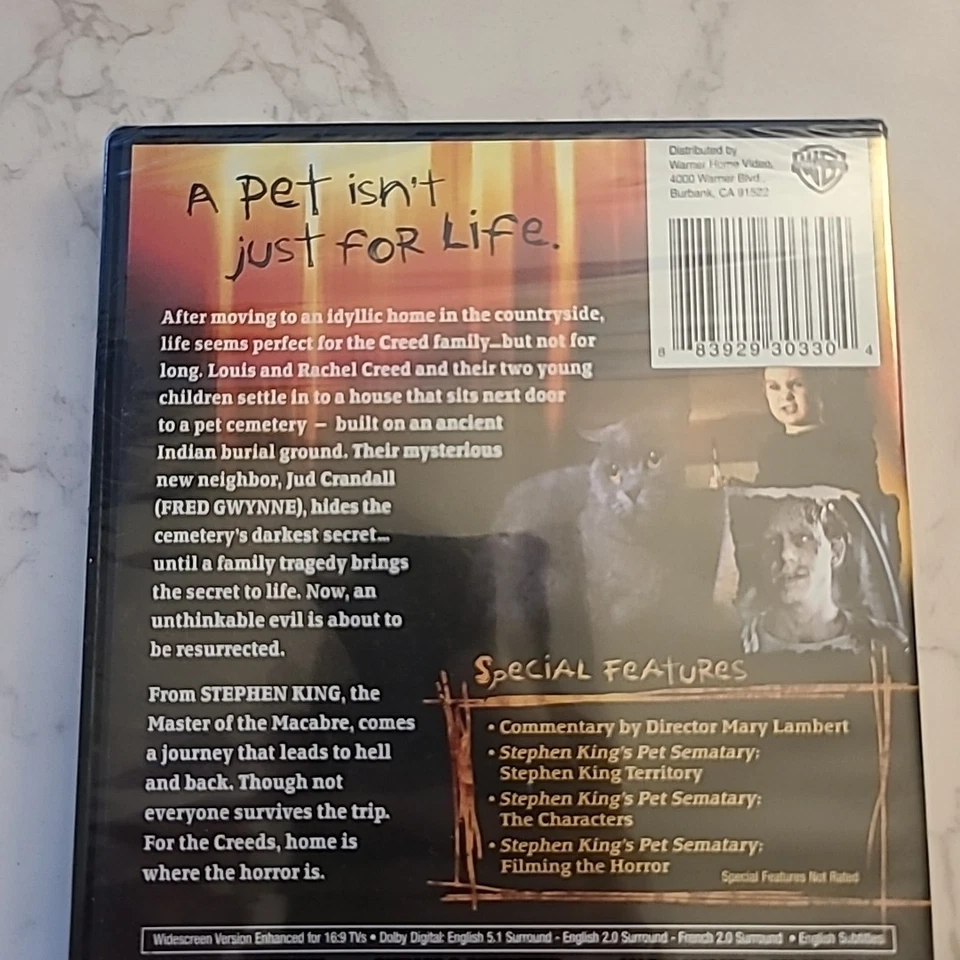 A Pet isn't
just for Life.
Distributed by
Warner Home Video,
4000 Warner Blvd.,
Burbank, CA 91522
WB
8 83929 30330 4
After moving to an idyllic home in the countryside,
life seems perfect for the Creed family...but not for
long. Louis and Rachel Creed and their two young
children settle in to a house that sits next door
to a pet cemetery – built on an ancient
Indian burial ground. Their mysterious
new neighbor, Jud Crandall
(FRED GWYNNE), hides the
cemetery's darkest secret...
until a family tragedy brings
the secret to life. Now, an
unthinkable evil is about to
be resurrected.
From STEPHEN KING, the
Master of the Macabre, comes
a journey that leads to hell
and back. Though not
everyone survives the trip.
For the Creeds, home is
where the horror is.
Special Features
• Commentary by Director Mary Lambert
• Stephen King's Pet Sematary:
Stephen King Territory
• Stephen King's Pet Sematary:
The Characters
• Stephen King's Pet Sematary:
Filming the Horror
Special Features Not Rated
Widescreen Version Enhanced for 16:9 TVs • Dolby Digital: English 5.1 Surround - English 2.0 Surround - French 2.0 Surround • English Subtitles